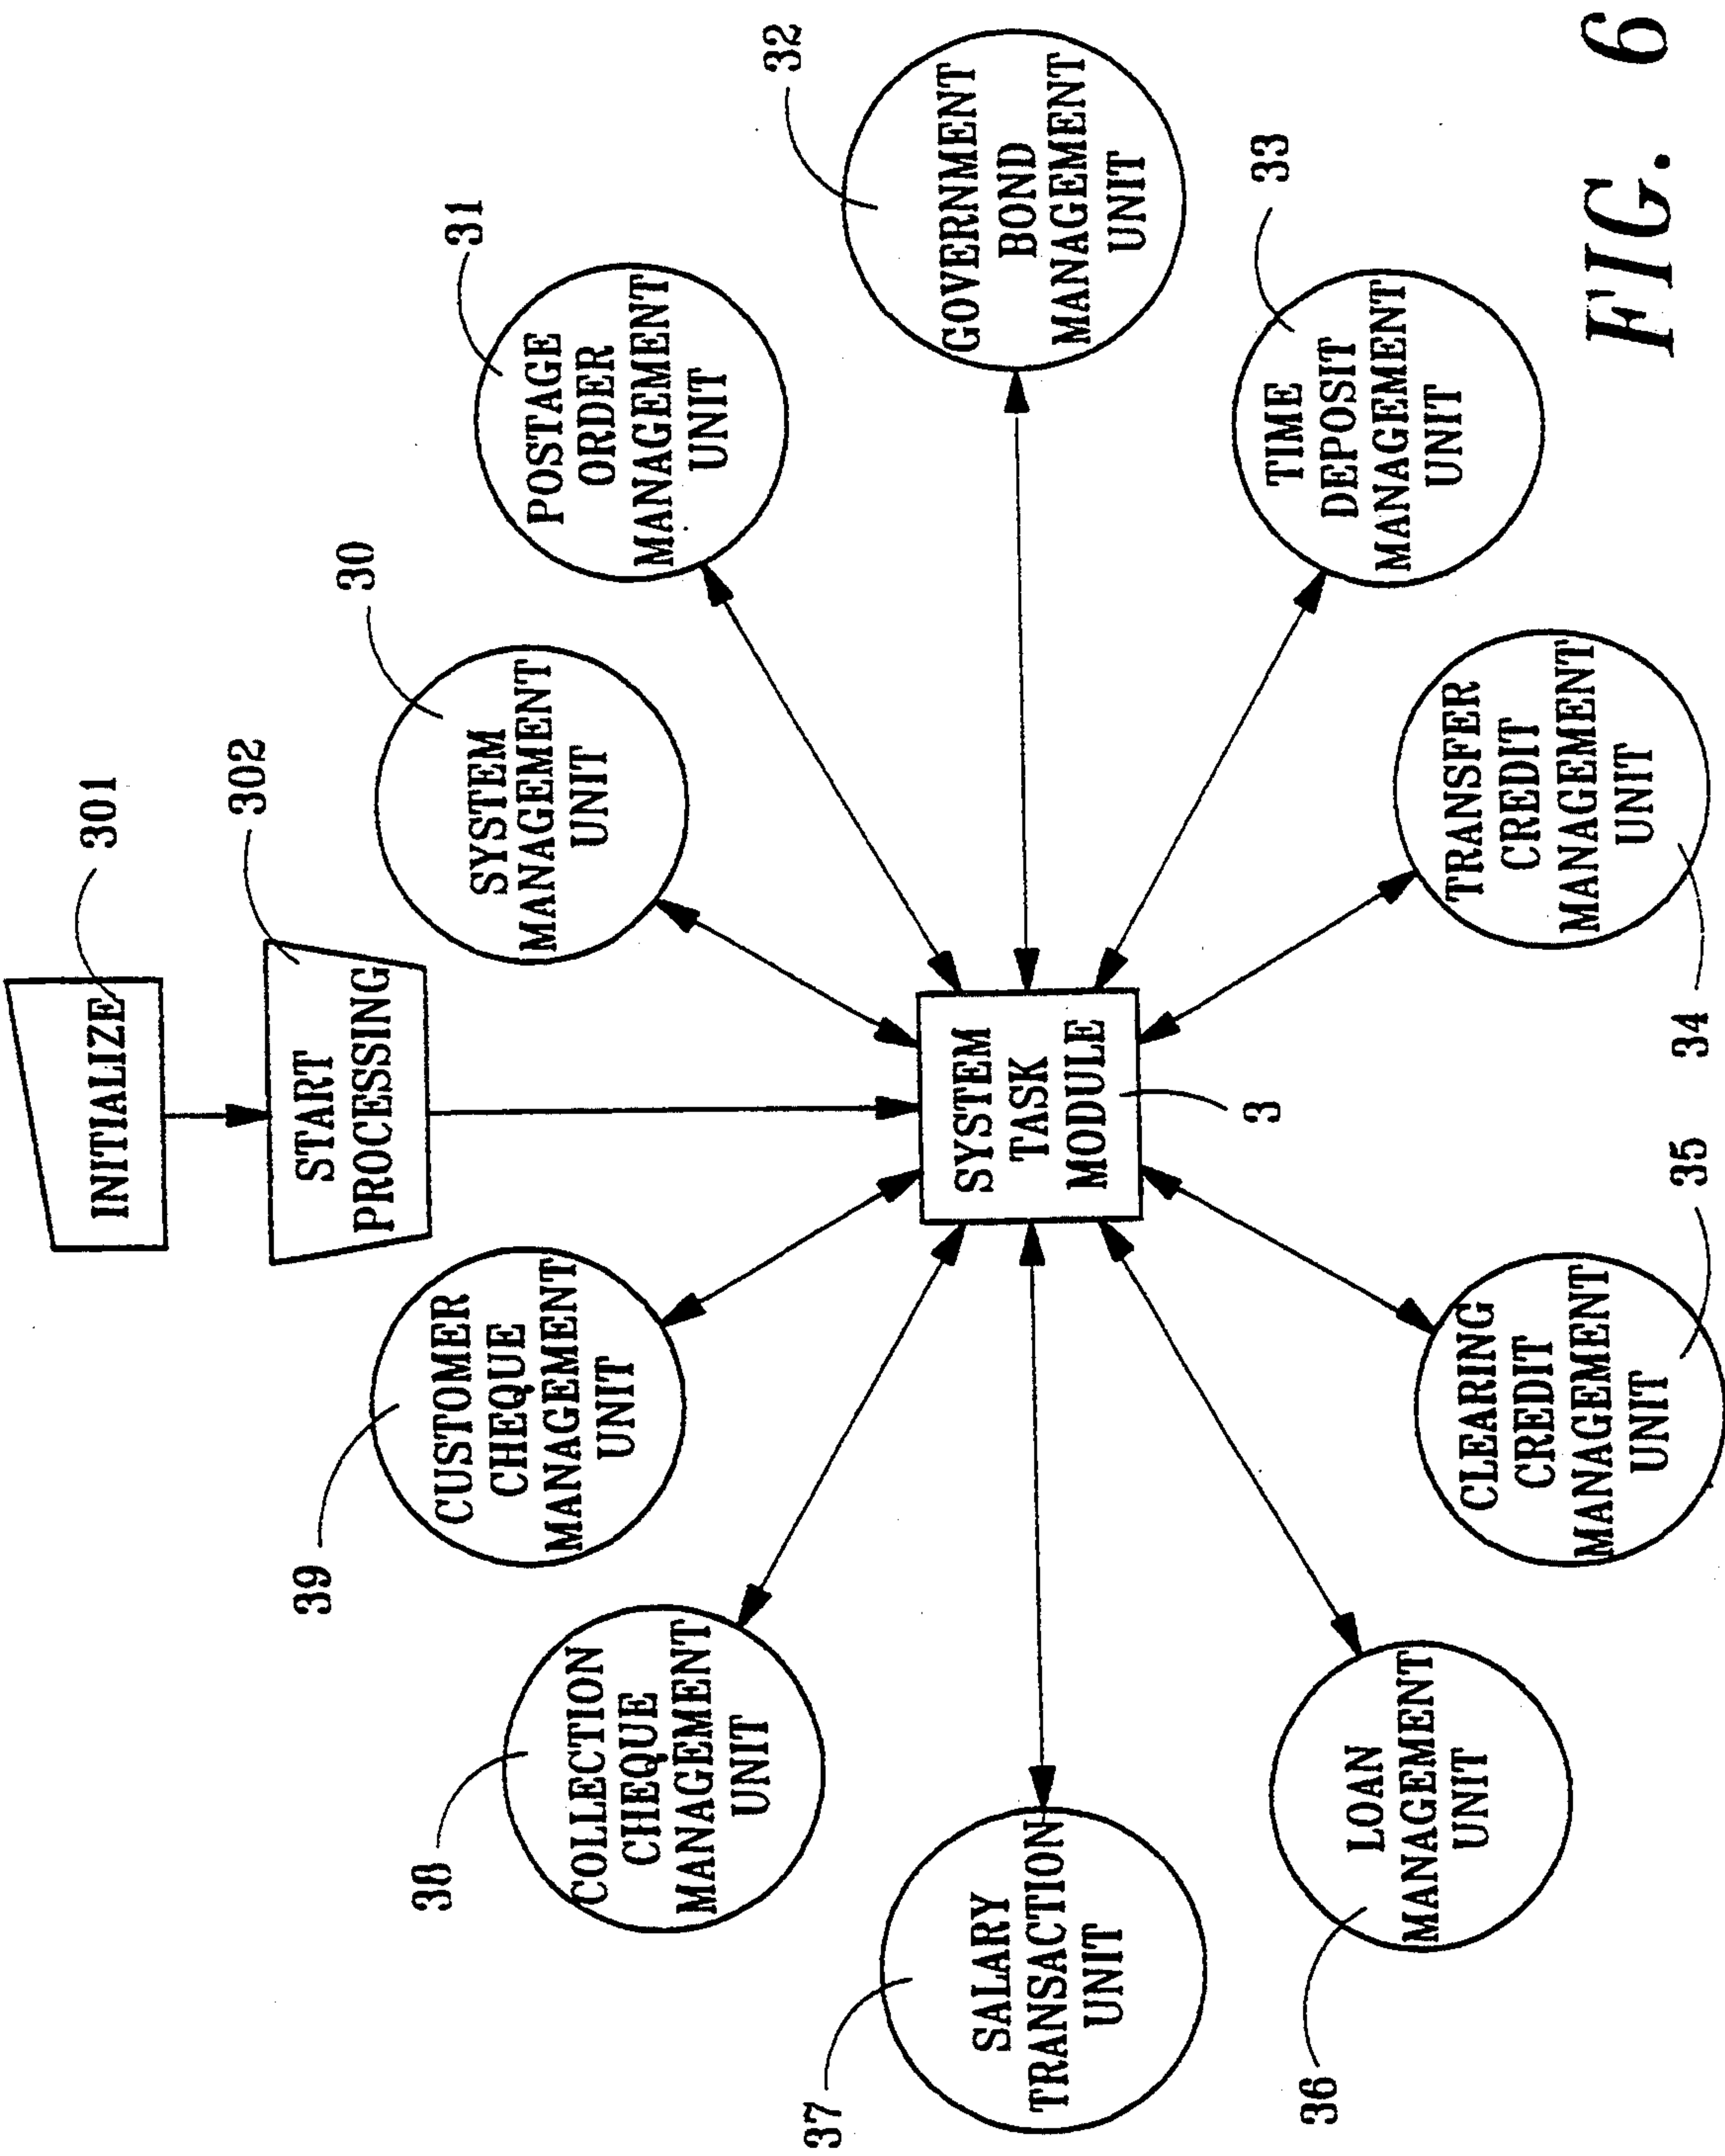 INITIALIZE
301
START
PROCESSING
302
39
CUSTOMER
CHEQUE
MANAGEMENT
UNIT
30
SYSTEM
MANAGEMENT
UNIT
38
COLLECTION
CHEQUE
MANAGEMENT
UNIT
31
POSTAGE
ORDER
MANAGEMENT
UNIT
37
SALARY
TRANSACTION
UNIT
SYSTEM
TASK
MODULE
3
32
GOVERNMENT
BOND
MANAGEMENT
UNIT
36
LOAN
MANAGEMENT
UNIT
33
TIME
DEPOSIT
MANAGEMENT
UNIT
CLEARING
CREDIT
MANAGEMENT
UNIT
35
TRANSFER
CREDIT
MANAGEMENT
UNIT
34
FIG. 6